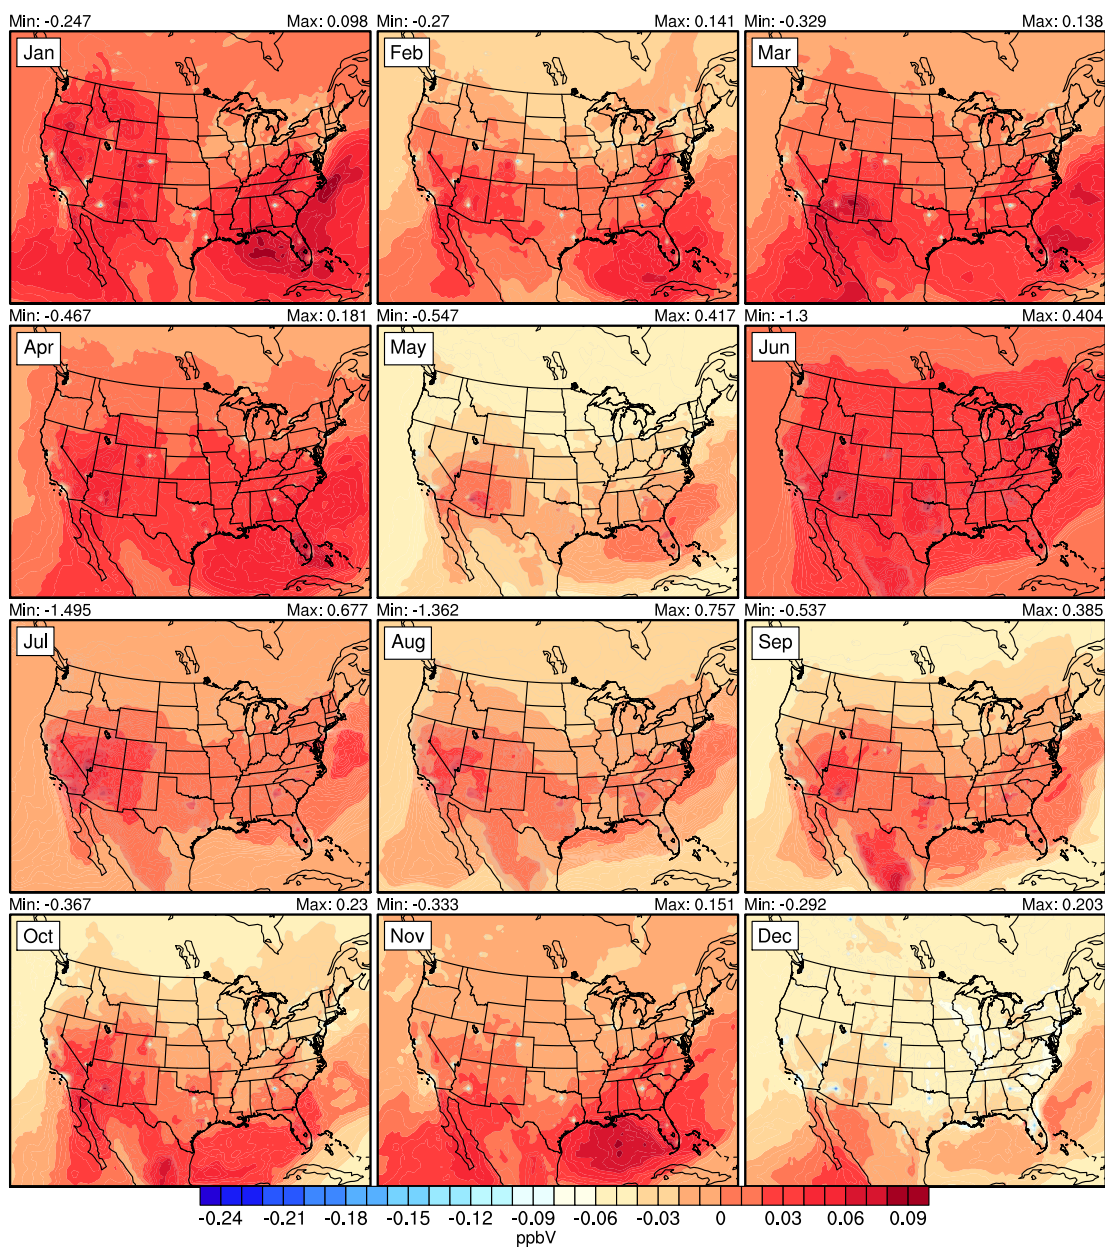 Min: -0.247 Max: 0.098 Min: -0.27 Max: 0.141 Min: -0.329 Max: 0.138
Jan Feb Mar
Min: -0.467 Max: 0.181 Min: -0.547 Max: 0.417 Min: -1.3 Max: 0.404
Apr May Jun
Min: -1.495 Max: 0.677 Min: -1.362 Max: 0.757 Min: -0.537 Max: 0.385
Jul Aug Sep
Min: -0.367 Max: 0.23 Min: -0.333 Max: 0.151 Min: -0.292 Max: 0.203
Oct Nov Dec
-0.24 -0.21 -0.18 -0.15 -0.12 -0.09 -0.06 -0.03 0 0.03 0.06 0.09
ppbV